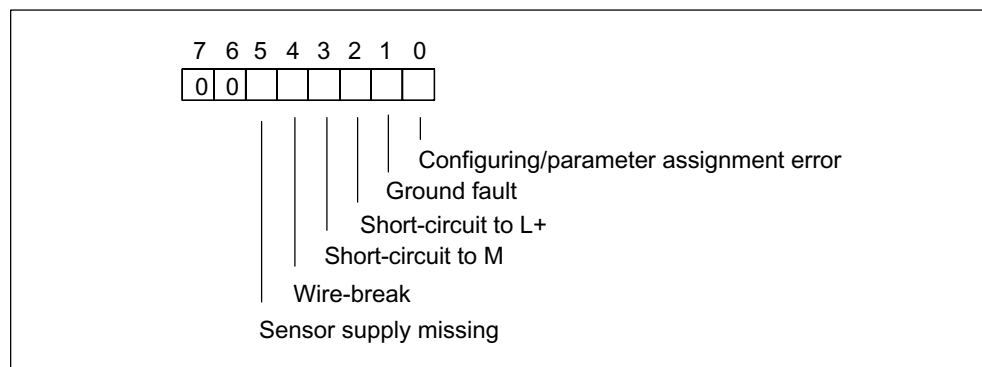 7 6 5 4 3 2 1 0
0 0
Configuring/parameter assignment error
Ground fault
Short-circuit to L+
Short-circuit to M
Wire-break
Sensor supply missing